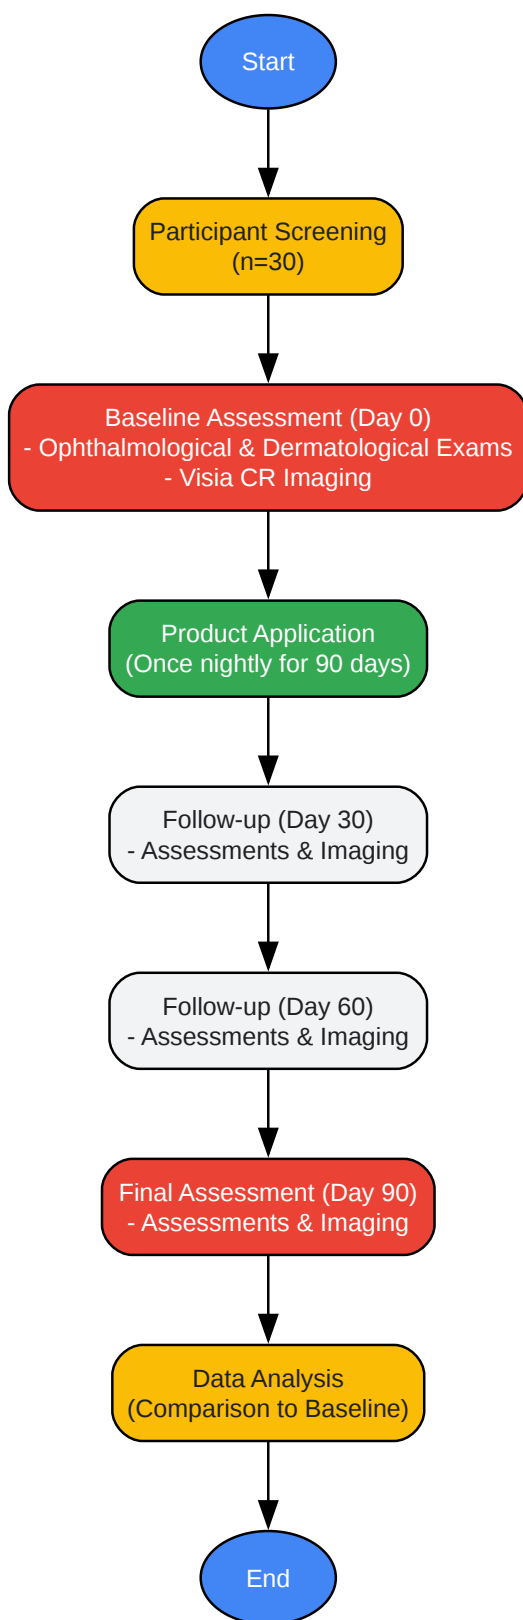 Start
Participant Screening
(n=30)
Baseline Assessment (Day 0)
- Ophthalmological & Dermatological Exams
- Visia CR Imaging
Product Application
(Once nightly for 90 days)
Follow-up (Day 30)
- Assessments & Imaging
Follow-up (Day 60)
- Assessments & Imaging
Final Assessment (Day 90)
- Assessments & Imaging
Data Analysis
(Comparison to Baseline)
End